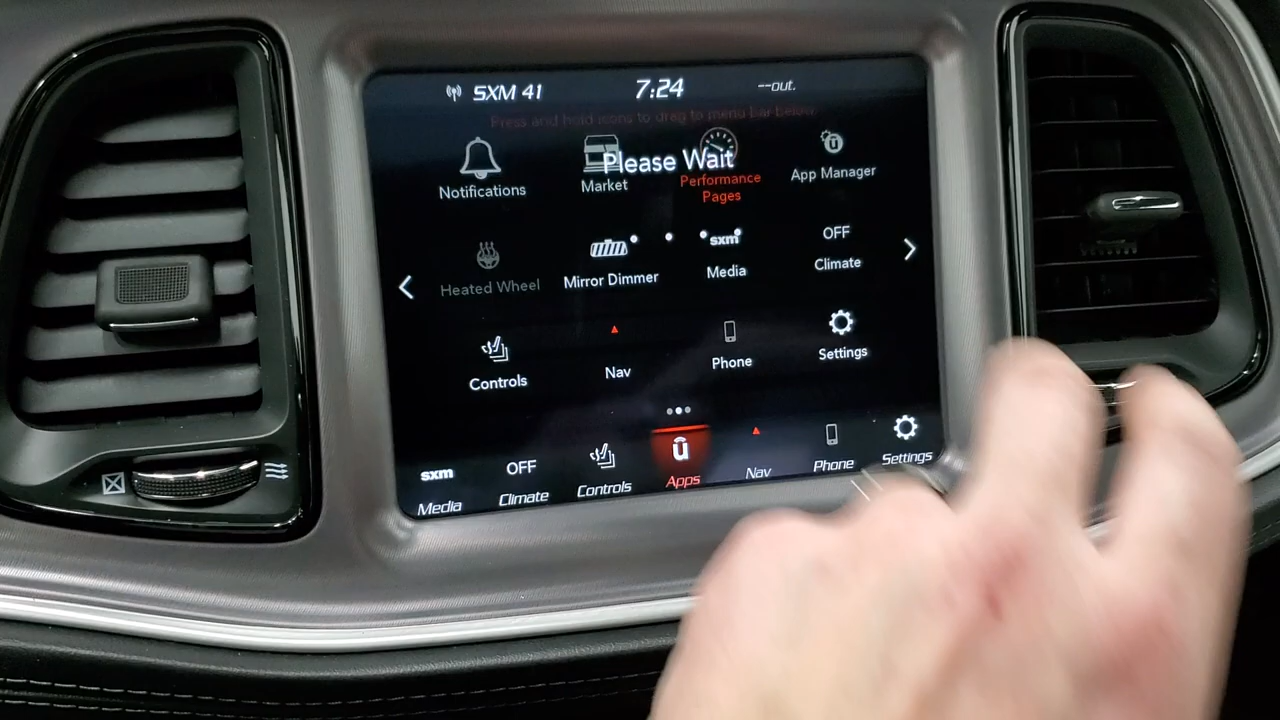 SXM 41 7:24 --out.
Press and hold icons to drag to menu bar below.
Please Wait
Notifications Market Performance Pages App Manager
Heated Wheel Mirror Dimmer sxm Media OFF Climate
Controls Nav Phone Settings
sxm Media OFF Climate Controls û Apps Nav Phone Settings